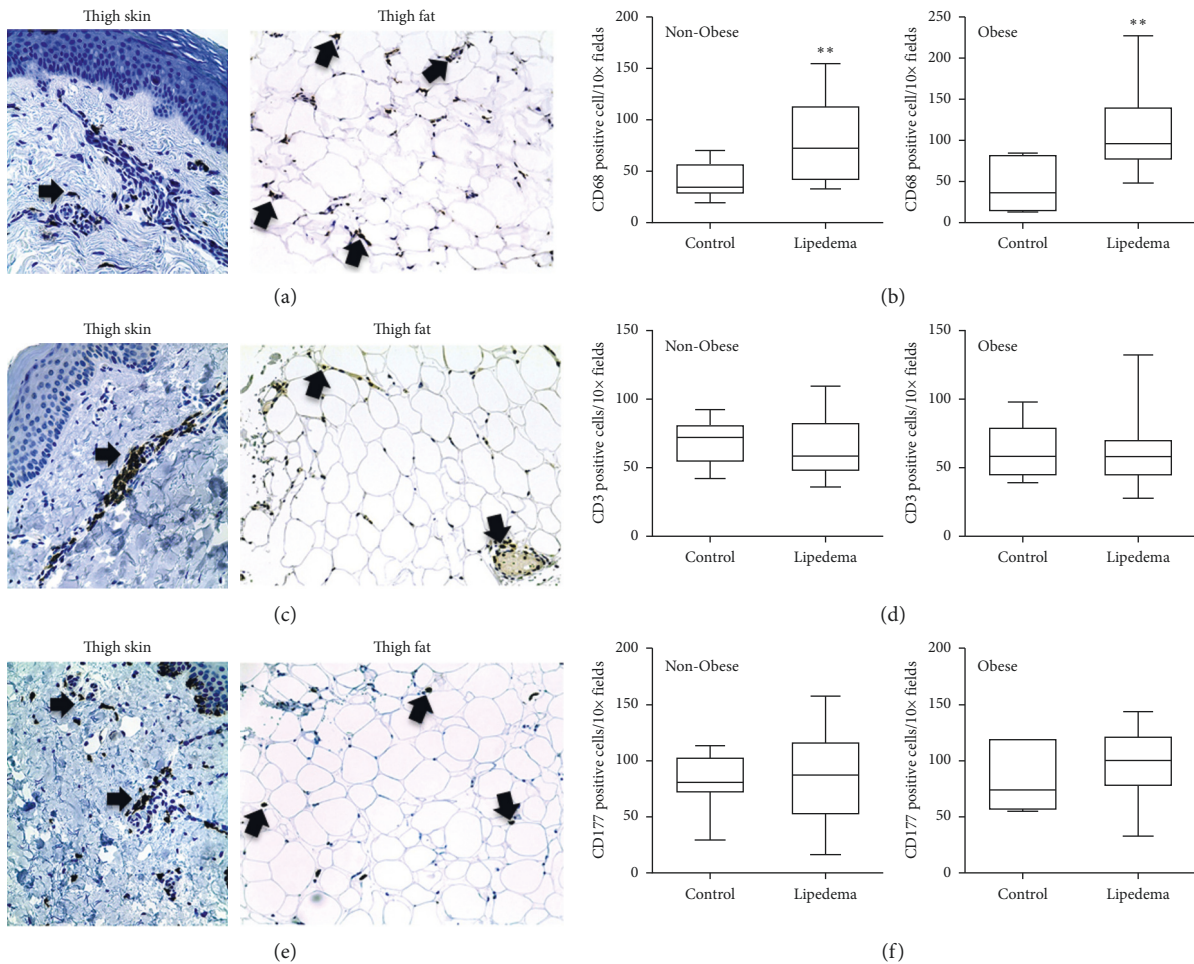 Thigh skin
Thigh fat
(a)
CD68 positive cell/10× fields
200
150
100
50
0
Non-Obese
**
Control
Lipedema
CD68 positive cell/10× fields
250
200
150
100
50
0
Obese
**
Control
Lipedema
(b)
Thigh skin
Thigh fat
(c)
CD3 positive cells/10× fields
150
100
50
0
Non-Obese
Control
Lipedema
CD3 positive cells/10× fields
150
100
50
0
Obese
Control
Lipedema
(d)
Thigh skin
Thigh fat
(e)
CD177 positive cells/10× fields
200
150
100
50
0
Non-Obese
Control
Lipedema
CD177 positive cells/10× fields
200
150
100
50
0
Obese
Control
Lipedema
(f)